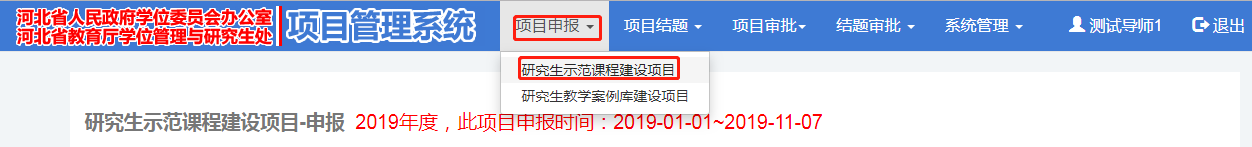 河北省人民政府学位委员会办公室
河北省教育厅学位管理与研究生处
项目管理系统
项目申报
项目结题
项目审批
结题审批
系统管理
测试导师1
退出
研究生示范课程建设项目
研究生教学案例库建设项目
研究生示范课程建设项目-申报 2019年度，此项目申报时间：2019-01-01~2019-11-07